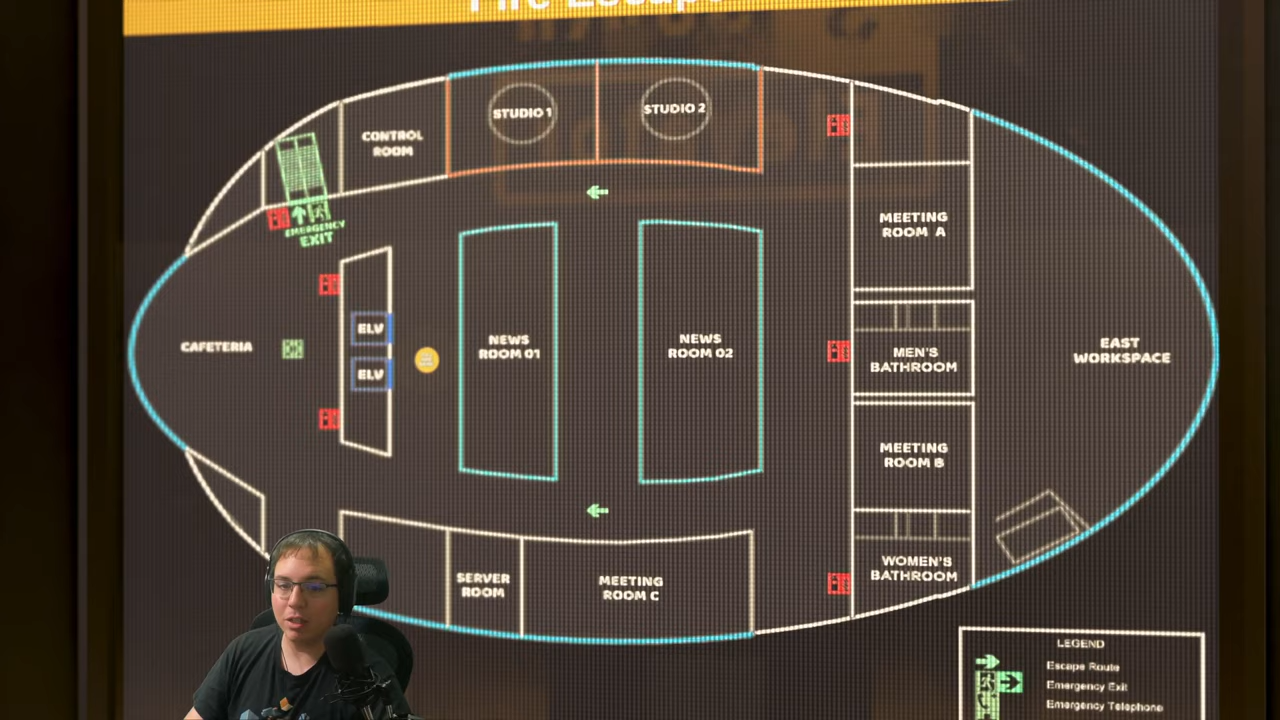 Fire Escape
STUDIO 1
STUDIO 2
CONTROL
ROOM
EMERGENCY
EXIT
MEETING
ROOM A
CAFETERIA
ELV
ELV
NEWS
ROOM 01
NEWS
ROOM 02
MEN'S
BATHROOM
EAST
WORKSPACE
MEETING
ROOM B
SERVER
ROOM
MEETING
ROOM C
WOMEN'S
BATHROOM
LEGEND
Escape Route
Emergency Exit
Emergency Telephone